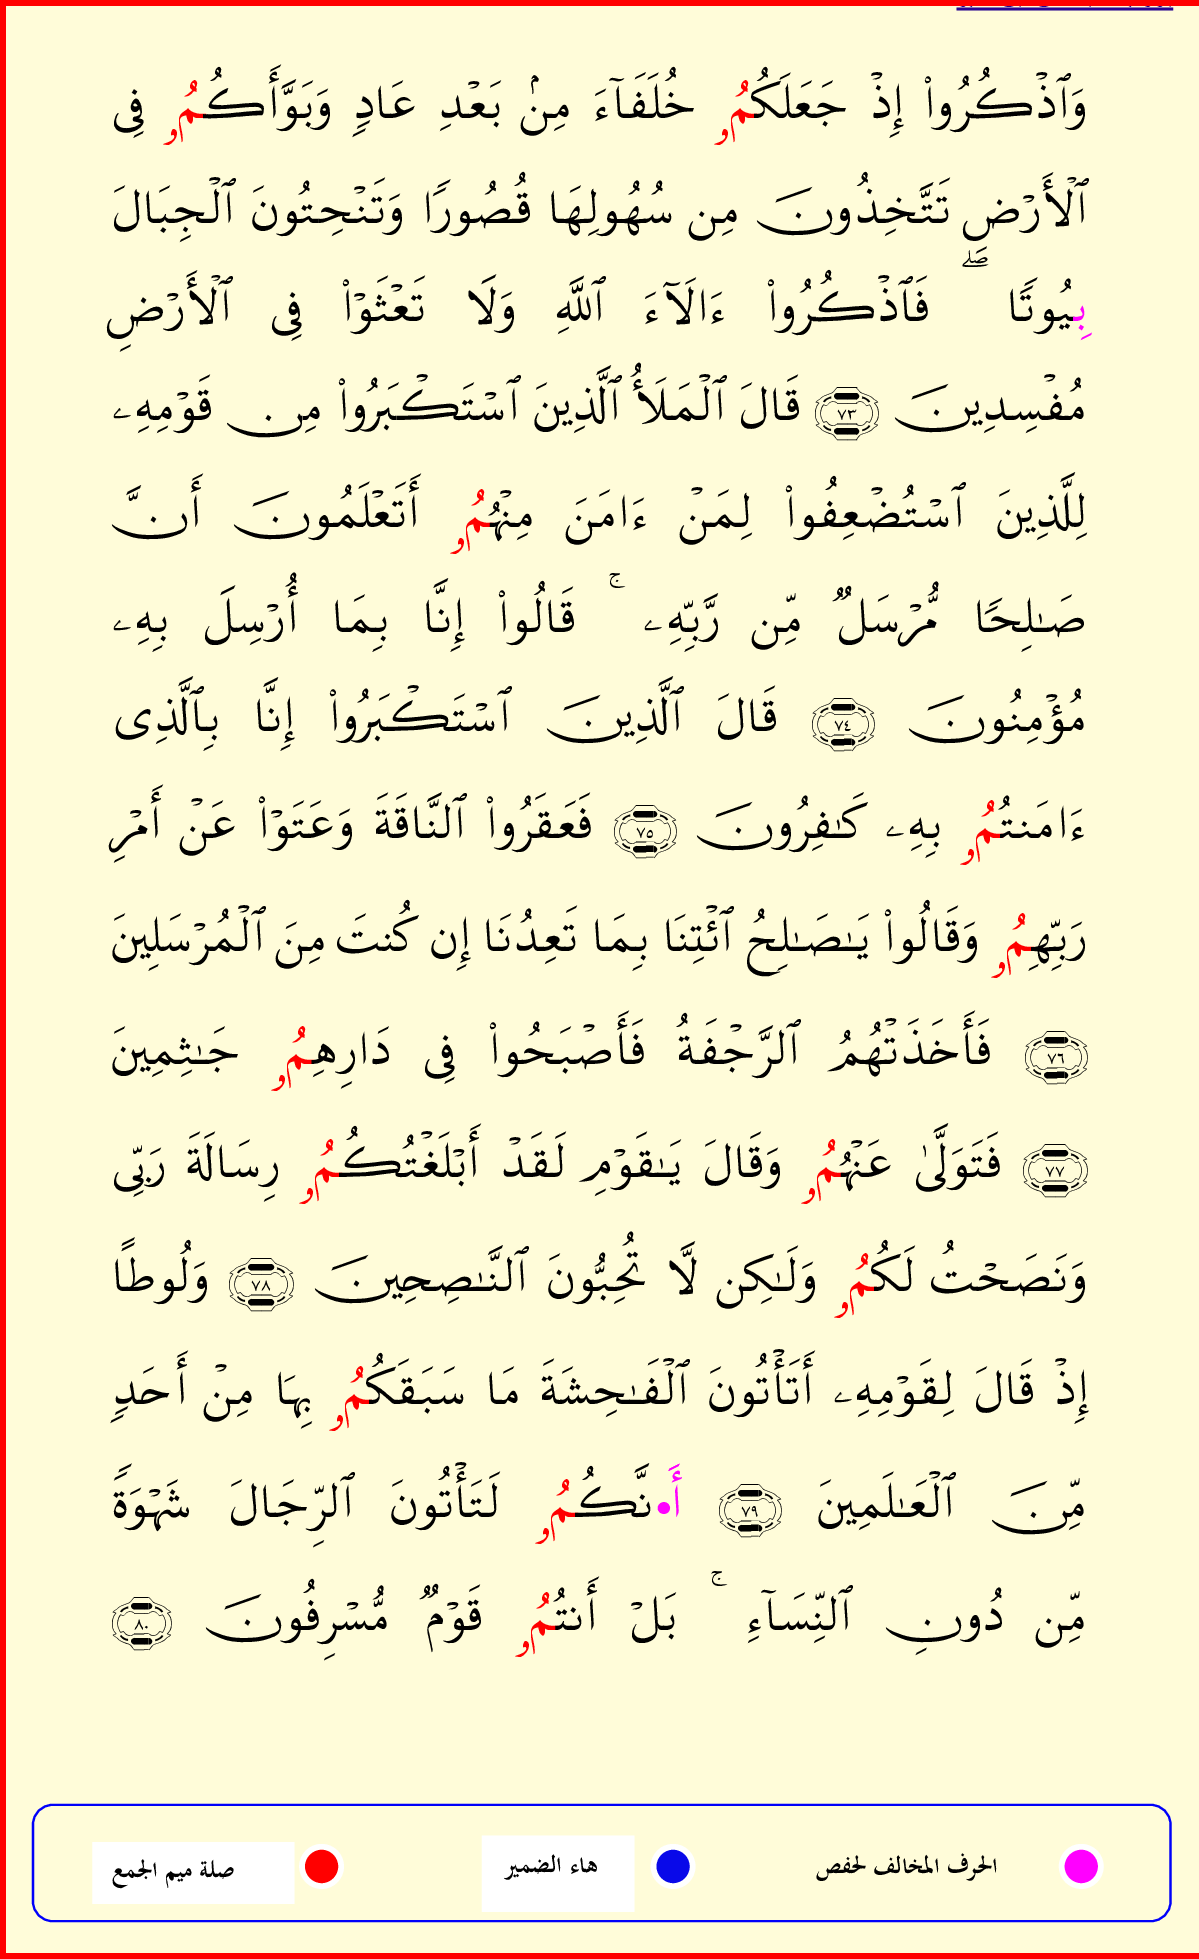 وَٱذْكُرُوا۟ إِذْ جَعَلَكُمُۥ خُلَفَآءَ مِنۢ بَعْدِ عَادٍ وَبَوَّأَكُمُۥ فِى
ٱلْأَرْضِ تَتَّخِذُونَ مِن سُهُولِهَا قُصُورًا وَتَنْحِتُونَ ٱلْجِبَالَ
بِيُوتًا ۖ فَٱذْكُرُوا۟ ءَالَآءَ ٱللَّهِ وَلَا تَعْثَوْا۟ فِى ٱلْأَرْضِ
مُفْسِدِينَ ٧٣ قَالَ ٱلْمَلَأُ ٱلَّذِينَ ٱسْتَكْبَرُوا۟ مِن قَوْمِهِۦ
لِلَّذِينَ ٱسْتُضْعِفُوا۟ لِمَنْ ءَامَنَ مِنْهُمُۥ أَتَعْلَمُونَ أَنَّ
صَـٰلِحًا مُّرْسَلٌ مِّن رَّبِّهِۦ ۚ قَالُوا۟ إِنَّا بِمَا أُرْسِلَ بِهِۦ
مُؤْمِنُونَ ٧٤ قَالَ ٱلَّذِينَ ٱسْتَكْبَرُوا۟ إِنَّا بِٱلَّذِى
ءَامَنتُمُۥ بِهِۦ كَـٰفِرُونَ ٧٥ فَعَقَرُوا۟ ٱلنَّاقَةَ وَعَتَوْا۟ عَنْ أَمْرِ
رَبِّهِمُۥ وَقَالُوا۟ يَـٰصَـٰلِحُ ٱئْتِنَا بِمَا تَعِدُنَا إِن كُنتَ مِنَ ٱلْمُرْسَلِينَ
٧٦ فَأَخَذَتْهُمُ ٱلرَّجْفَةُ فَأَصْبَحُوا۟ فِى دَارِهِمُۥ جَـٰثِمِينَ
٧٧ فَتَوَلَّىٰ عَنْهُمُۥ وَقَالَ يَـٰقَوْمِ لَقَدْ أَبْلَغْتُكُمُۥ رِسَالَةَ رَبِّى
وَنَصَحْتُ لَكُمُۥ وَلَـٰكِن لَّا تُحِبُّونَ ٱلنَّـٰصِحِينَ ٧٨ وَلُوطًا
إِذْ قَالَ لِقَوْمِهِۦ أَتَأْتُونَ ٱلْفَـٰحِشَةَ مَا سَبَقَكُمُۥ بِهَا مِنْ أَحَدٍ
مِّنَ ٱلْعَـٰلَمِينَ ٧٩ أَ•نَّكُمُۥ لَتَأْتُونَ ٱلرِّجَالَ شَهْوَةً
مِّن دُونِ ٱلنِّسَآءِ ۚ بَلْ أَنتُمُۥ قَوْمٌ مُّسْرِفُونَ ٨٠
الحرف المخالف لحفص هاء الضمير صلة ميم الجمع